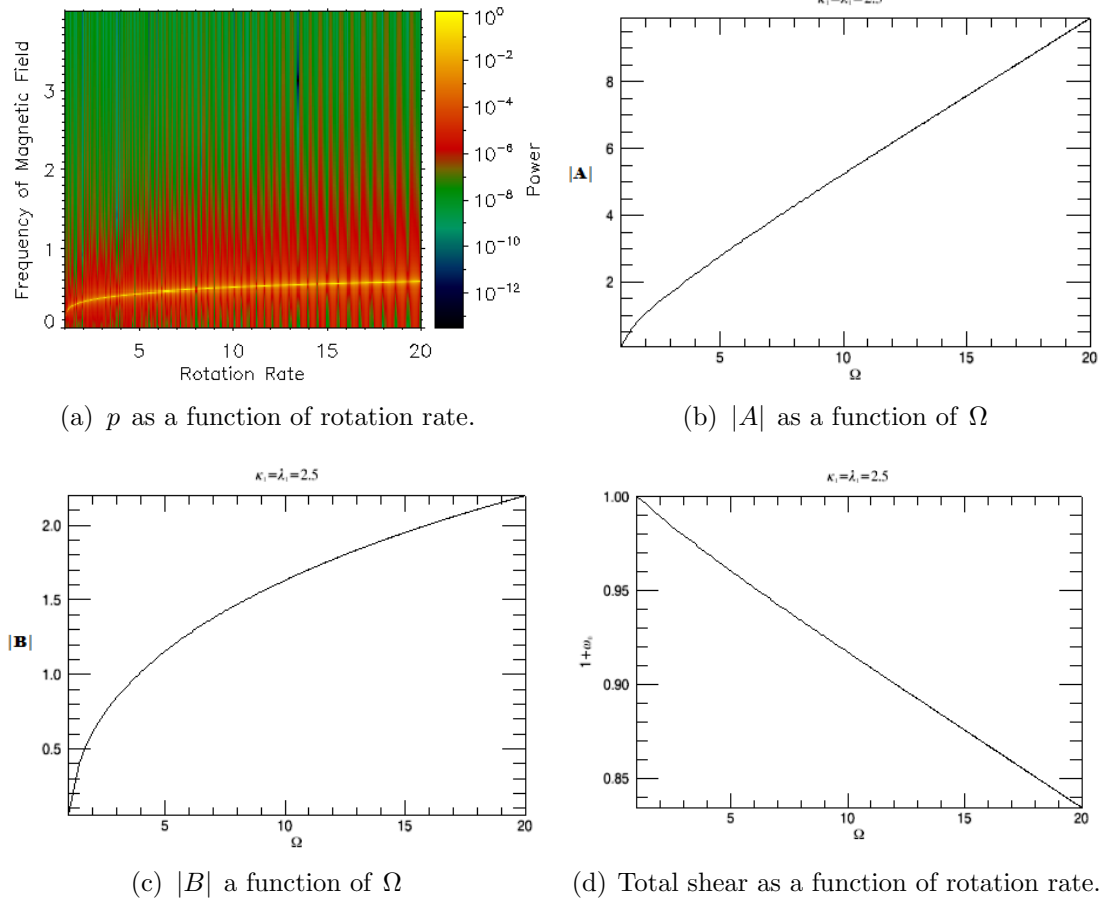 Frequency of Magnetic Field
3
2
1
0
5 10 15 20
Rotation Rate
10^0
10^-2
10^-4
10^-6
10^-8
10^-10
10^-12
Power
(a) p as a function of rotation rate.
|A|
8
6
4
2
5 10 15 20
Ω
(b) |A| as a function of Ω
κ₁=λ₁=2.5
|B|
2.0
1.5
1.0
0.5
5 10 15 20
Ω
(c) |B| a function of Ω
κ₁=λ₁=2.5
1.00
0.95
0.90
0.85
5 10 15 20
Ω
(d) Total shear as a function of rotation rate.